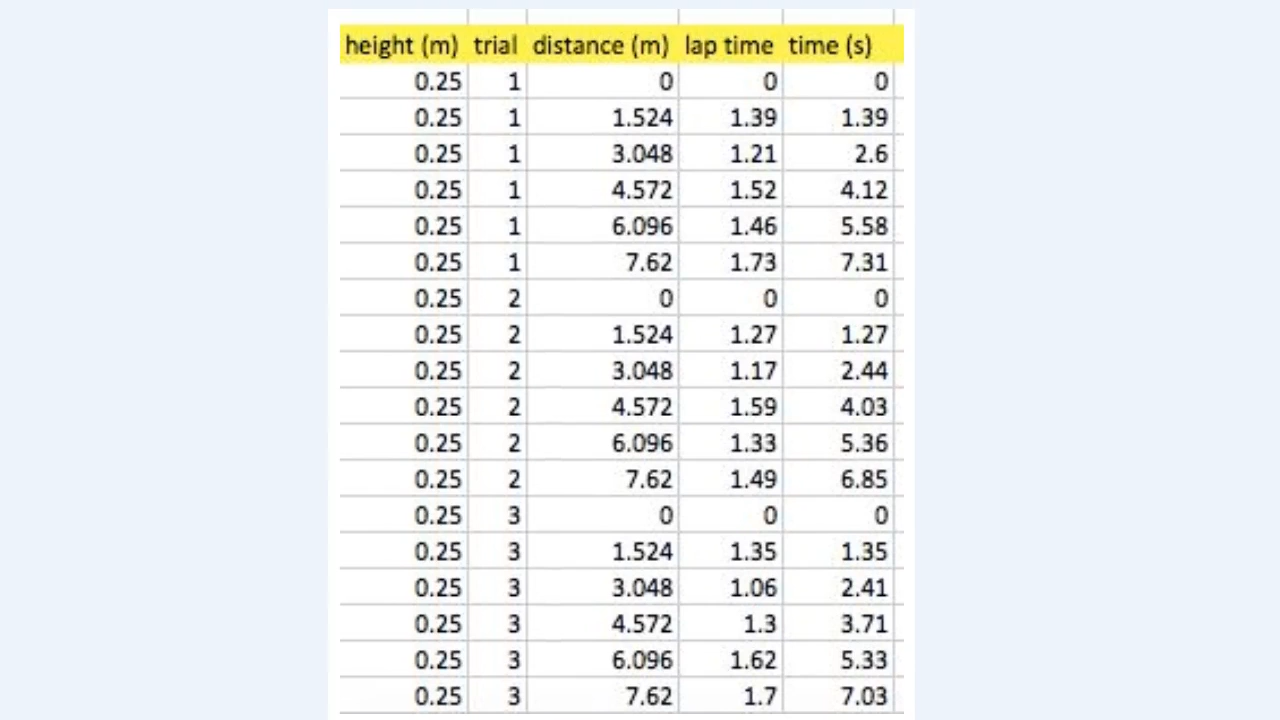 height (m) trial distance (m) lap time time (s)
0.25 1 0 0 0
0.25 1 1.524 1.39 1.39
0.25 1 3.048 1.21 2.6
0.25 1 4.572 1.52 4.12
0.25 1 6.096 1.46 5.58
0.25 1 7.62 1.73 7.31
0.25 2 0 0 0
0.25 2 1.524 1.27 1.27
0.25 2 3.048 1.17 2.44
0.25 2 4.572 1.59 4.03
0.25 2 6.096 1.33 5.36
0.25 2 7.62 1.49 6.85
0.25 3 0 0 0
0.25 3 1.524 1.35 1.35
0.25 3 3.048 1.06 2.41
0.25 3 4.572 1.3 3.71
0.25 3 6.096 1.62 5.33
0.25 3 7.62 1.7 7.03